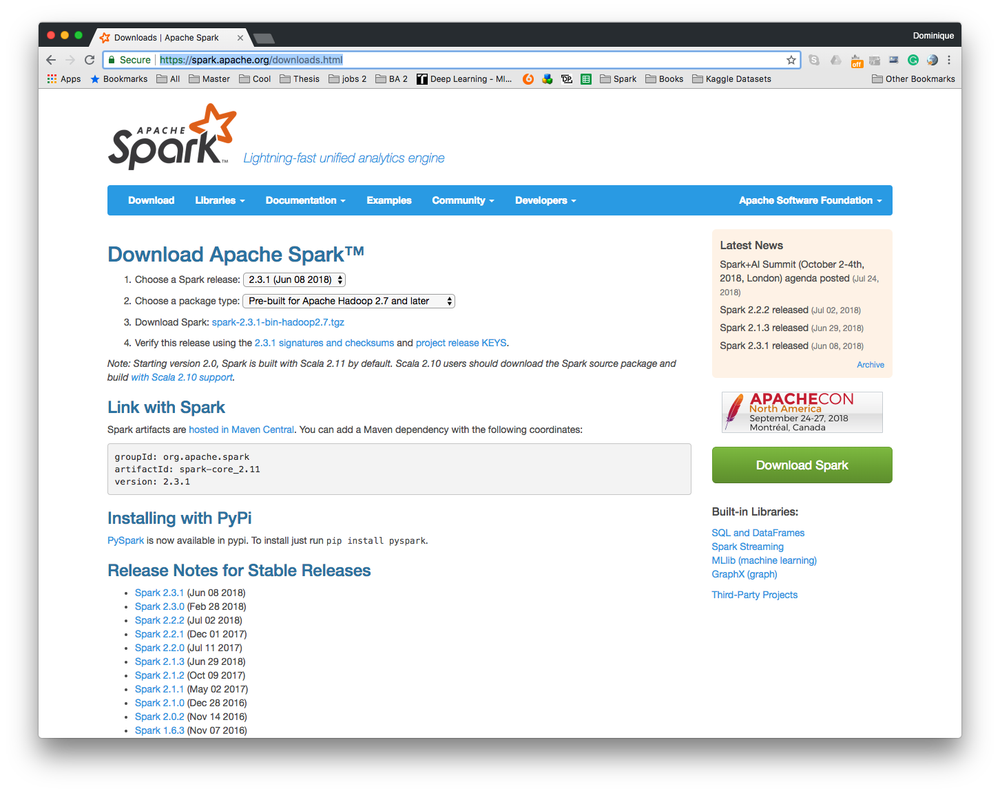 Downloads | Apache Spark
Dominique
Secure https://spark.apache.org/downloads.html
off
Apps Bookmarks All Master Cool Thesis jobs 2 BA 2 Deep Learning - Ml... Spark Books Kaggle Datasets Other Bookmarks
APACHE
Spark™
Lightning-fast unified analytics engine
Download Libraries Documentation Examples Community Developers Apache Software Foundation
Download Apache Spark™
1. Choose a Spark release: 2.3.1 (Jun 08 2018)
2. Choose a package type: Pre-built for Apache Hadoop 2.7 and later
3. Download Spark: spark-2.3.1-bin-hadoop2.7.tgz
4. Verify this release using the 2.3.1 signatures and checksums and project release KEYS.
Note: Starting version 2.0, Spark is built with Scala 2.11 by default. Scala 2.10 users should download the Spark source package and
build with Scala 2.10 support.
Link with Spark
Spark artifacts are hosted in Maven Central. You can add a Maven dependency with the following coordinates:
groupId: org.apache.spark
artifactId: spark-core_2.11
version: 2.3.1
Installing with PyPi
PySpark is now available in pypi. To install just run pip install pyspark.
Release Notes for Stable Releases
• Spark 2.3.1 (Jun 08 2018)
• Spark 2.3.0 (Feb 28 2018)
• Spark 2.2.2 (Jul 02 2018)
• Spark 2.2.1 (Dec 01 2017)
• Spark 2.2.0 (Jul 11 2017)
• Spark 2.1.3 (Jun 29 2018)
• Spark 2.1.2 (Oct 09 2017)
• Spark 2.1.1 (May 02 2017)
• Spark 2.1.0 (Dec 28 2016)
• Spark 2.0.2 (Nov 14 2016)
• Spark 1.6.3 (Nov 07 2016)
Latest News
Spark+AI Summit (October 2-4th,
2018, London) agenda posted (Jul 24,
2018)
Spark 2.2.2 released (Jul 02, 2018)
Spark 2.1.3 released (Jun 29, 2018)
Spark 2.3.1 released (Jun 08, 2018)
Archive
APACHECON
North America
September 24-27, 2018
Montréal, Canada
Download Spark
Built-in Libraries:
SQL and DataFrames
Spark Streaming
MLlib (machine learning)
GraphX (graph)
Third-Party Projects